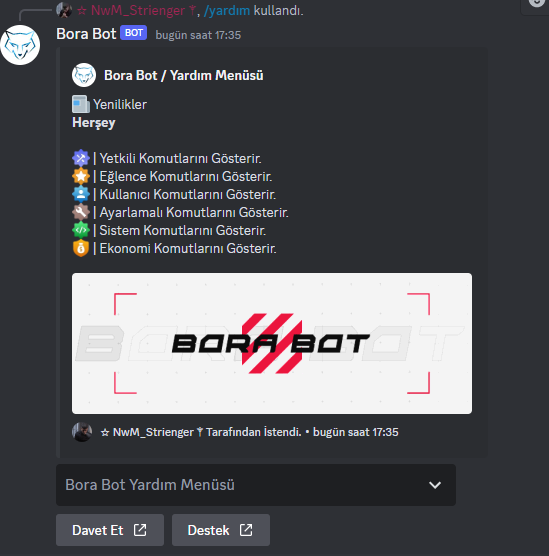 ☆ NwM_Strienger ⚚, /yardım kullandı.
Bora Bot BOT bugün saat 17:35
Bora Bot / Yardım Menüsü
Yenilikler
Herşey
| Yetkili Komutlarını Gösterir.
| Eğlence Komutlarını Gösterir.
| Kullanıcı Komutlarını Gösterir.
| Ayarlamalı Komutlarını Gösterir.
| Sistem Komutlarını Gösterir.
| Ekonomi Komutlarını Gösterir.
BORA BOT
BORA BOT
☆ NwM_Strienger ⚚ Tarafından İstendi. • bugün saat 17:35
Bora Bot Yardım Menüsü
Davet Et
Destek